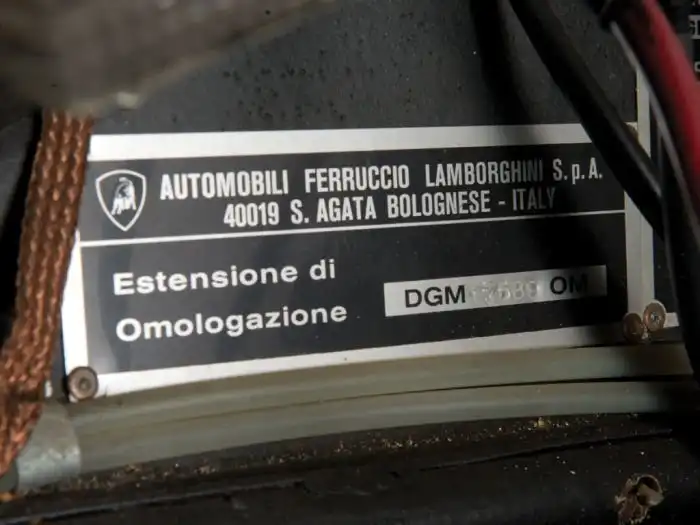 AUTOMOBILI FERRUCCIO LAMBORGHINI S.p.A.
40019 S. AGATA BOLOGNESE - ITALY
Estensione di
Omologazione
DGM OM